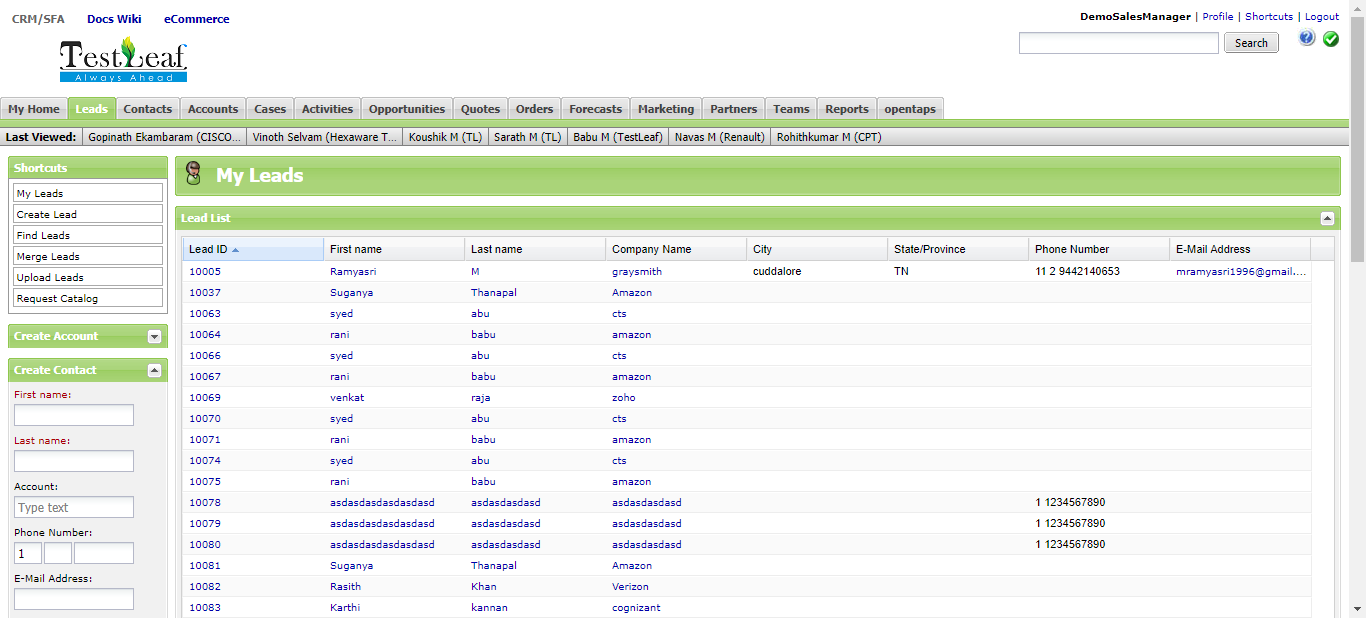 CRM/SFA Docs Wiki eCommerce
DemoSalesManager | Profile | Shortcuts | Logout
TestLeaf
Always Ahead
Search
My Home Leads Contacts Accounts Cases Activities Opportunities Quotes Orders Forecasts Marketing Partners Teams Reports opentaps
Last Viewed: Gopinath Ekambaram (CISCO... Vinoth Selvam (Hexaware T... Koushik M (TL) Sarath M (TL) Babu M (TestLeaf) Navas M (Renault) Rohithkumar M (CPT)
Shortcuts
My Leads
Create Lead
Find Leads
Merge Leads
Upload Leads
Request Catalog
Create Account
Create Contact
First name:
Last name:
Account:
Type text
Phone Number:
1
E-Mail Address:
My Leads
Lead List
Lead ID First name Last name Company Name City State/Province Phone Number E-Mail Address
10005 Ramyasri M graysmith cuddalore TN 11 2 9442140653 mramyasri1996@gmail....
10037 Suganya Thanapal Amazon
10063 syed abu cts
10064 rani babu amazon
10066 syed abu cts
10067 rani babu amazon
10069 venkat raja zoho
10070 syed abu cts
10071 rani babu amazon
10074 syed abu cts
10075 rani babu amazon
10078 asdasdasdasdasdasd asdasdasdasd asdasdasdasd 1 1234567890
10079 asdasdasdasdasdasd asdasdasdasd asdasdasdasd 1 1234567890
10080 asdasdasdasdasdasd asdasdasdasd asdasdasdasd 1 1234567890
10081 Suganya Thanapal Amazon
10082 Rasith Khan Verizon
10083 Karthi kannan cognizant